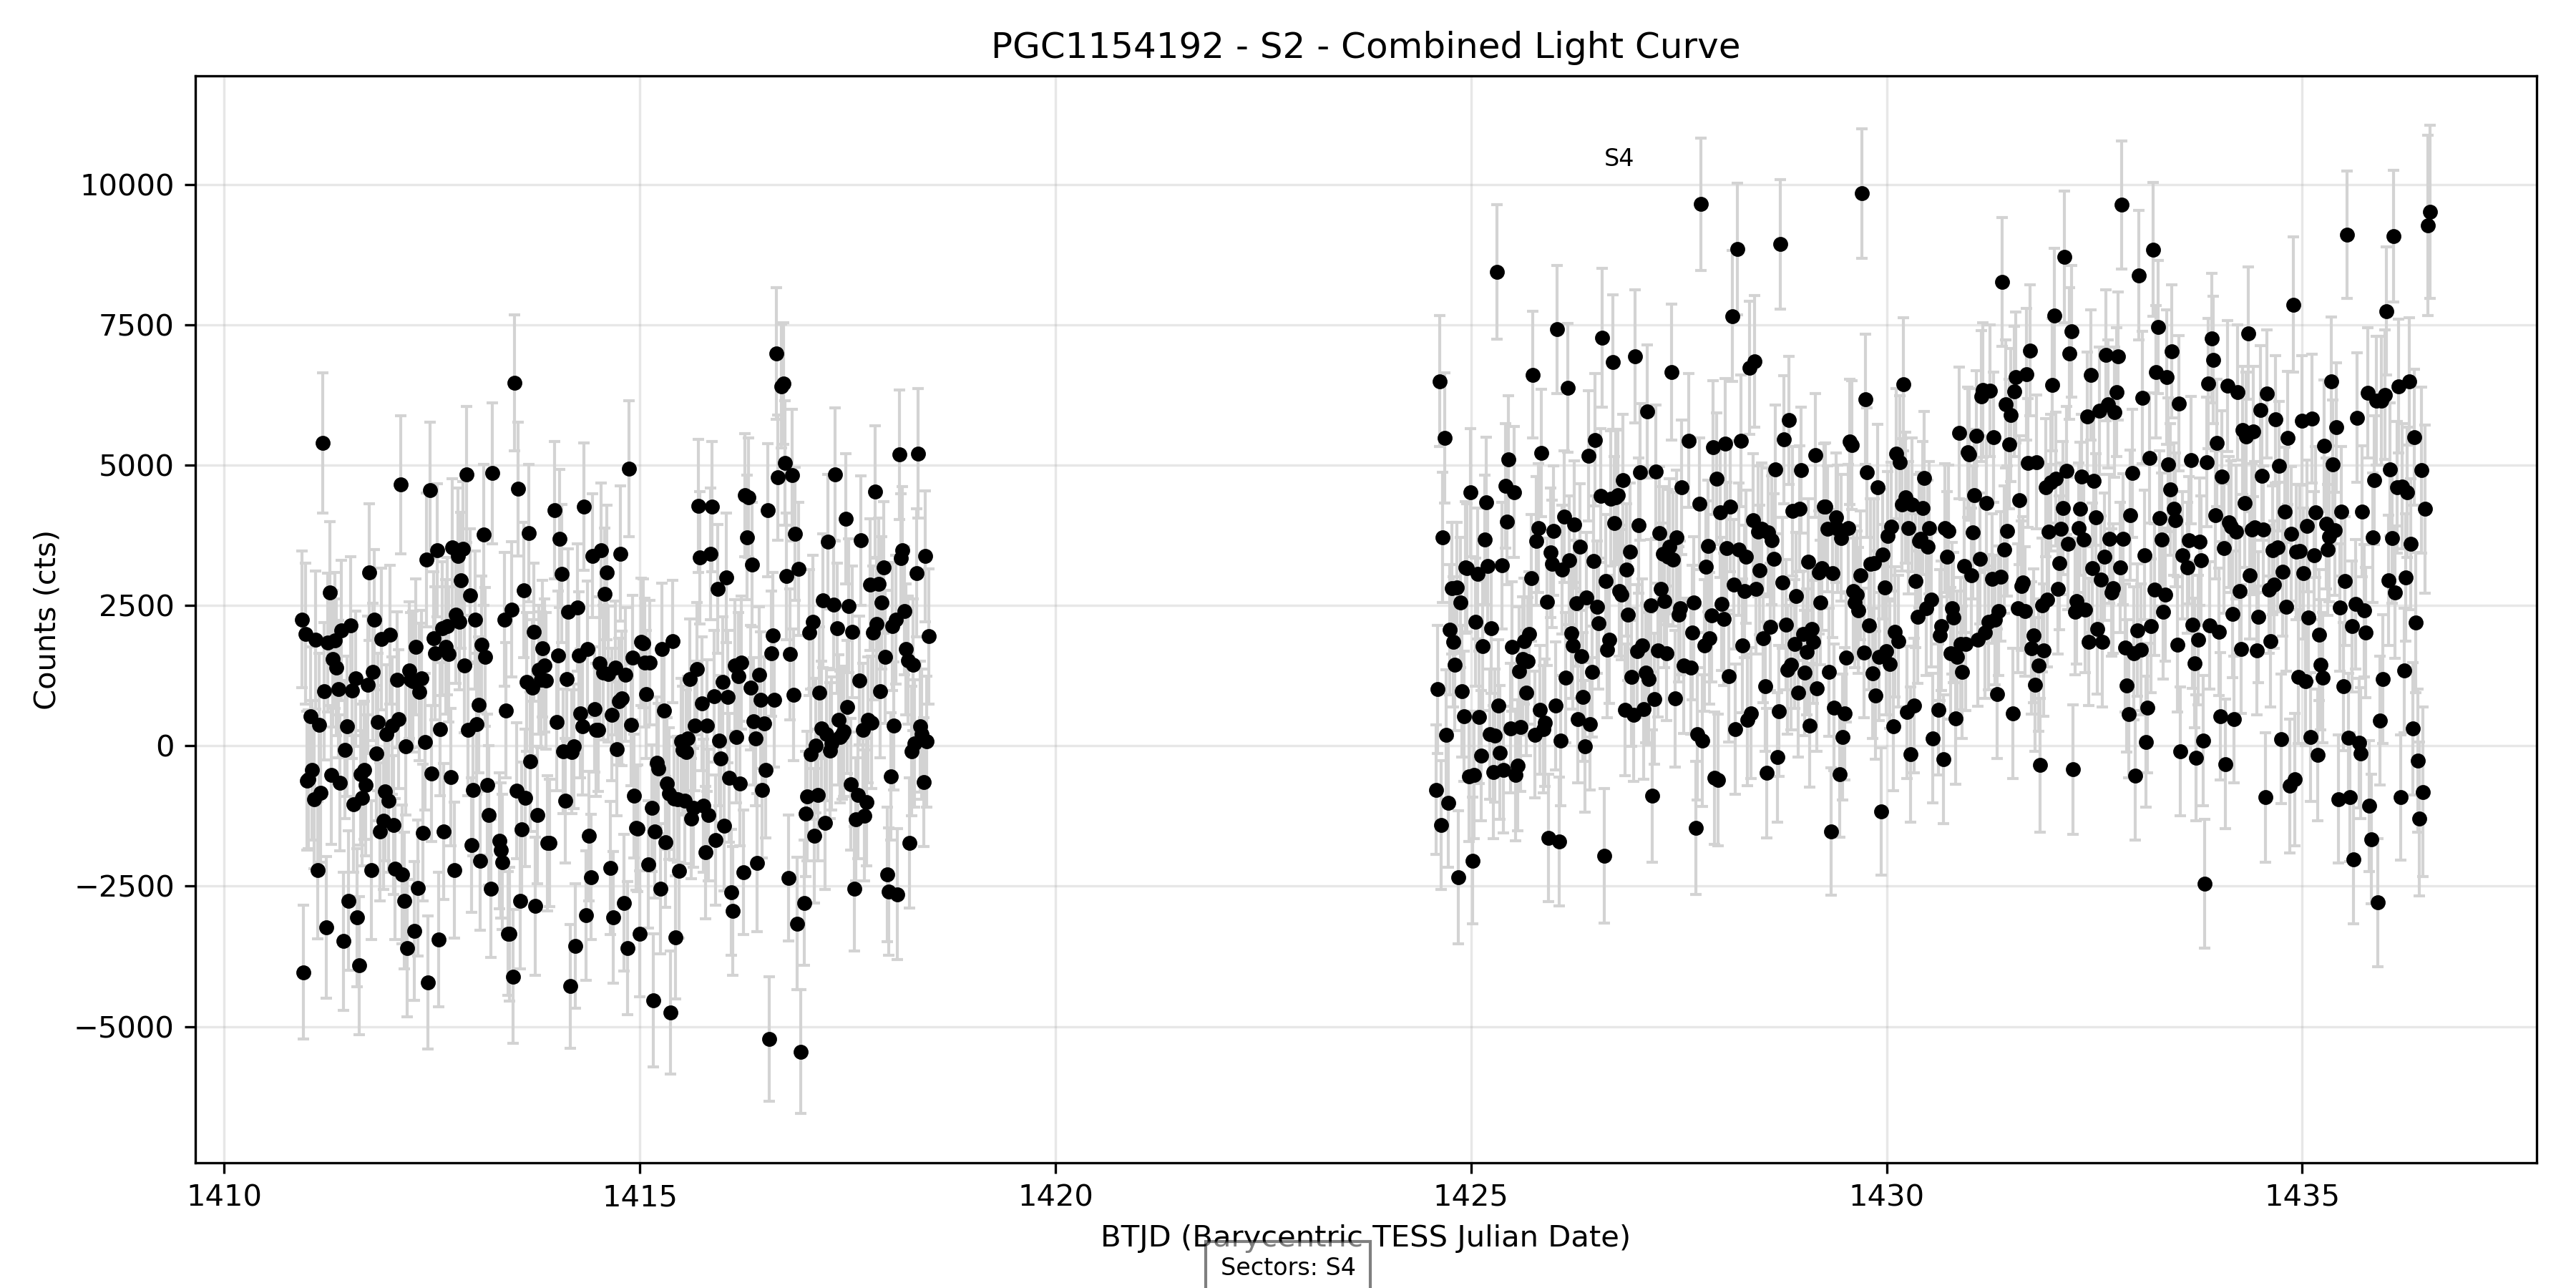 PGC1154192 - S2 - Combined Light Curve
S4
Counts (cts)
10000
7500
5000
2500
0
−2500
−5000
1410 1415 1420 1425 1430 1435
BTJD (Barycentric TESS Julian Date)
Sectors: S4